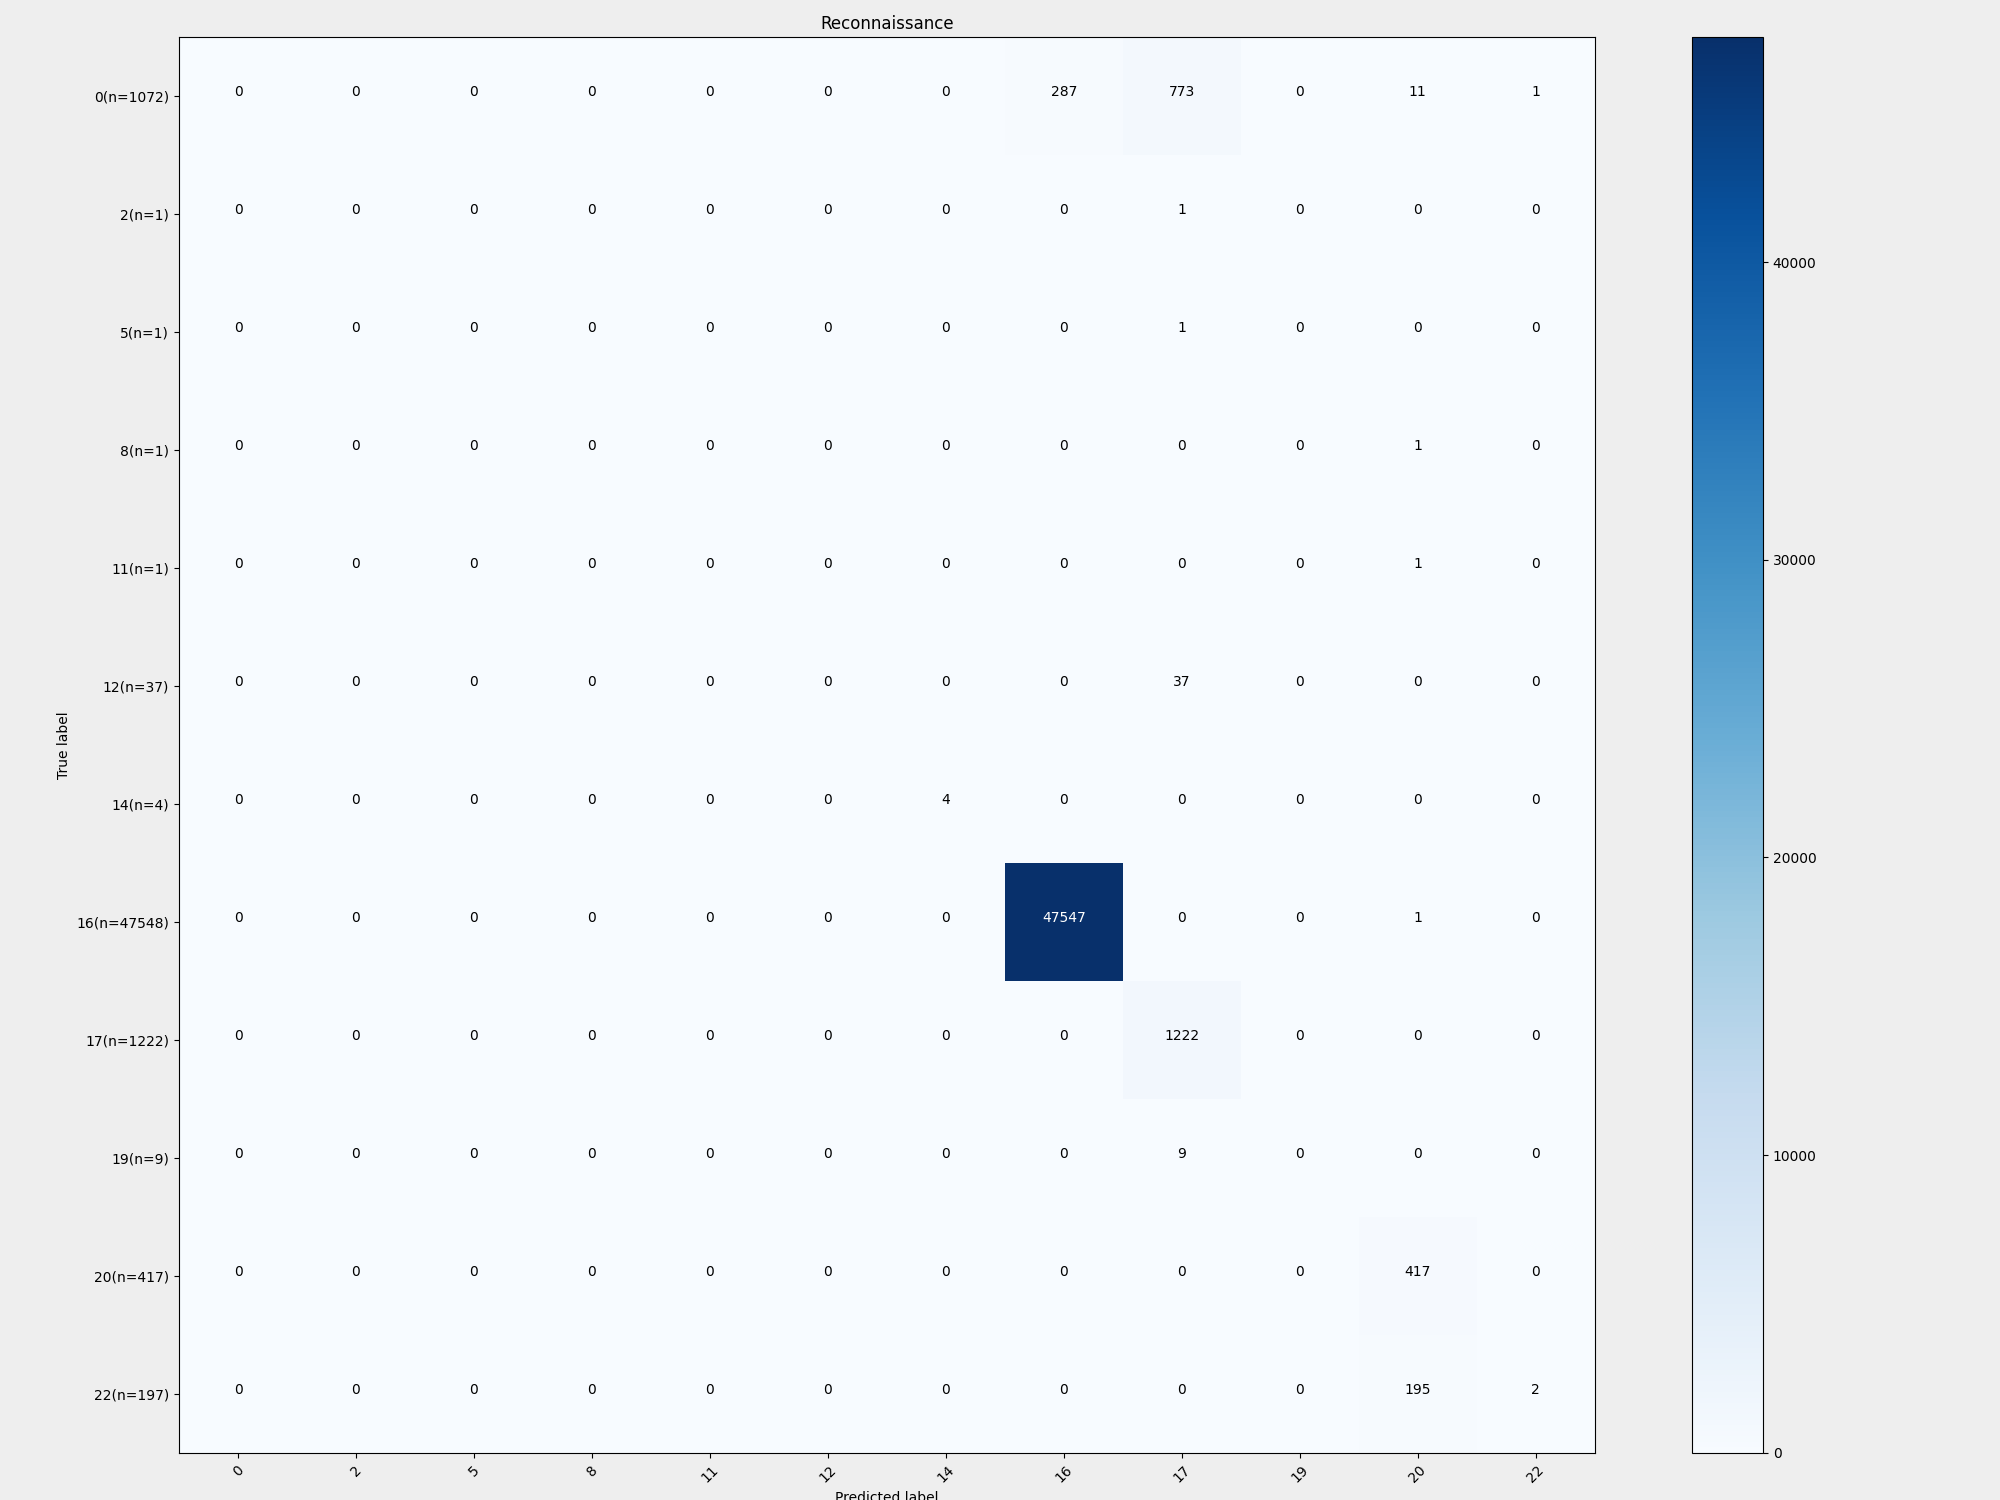 Reconnaissance
0(n=1072) 0 0 0 0 0 0 0 287 773 0 11 1
2(n=1) 0 0 0 0 0 0 0 0 1 0 0 0
40000
5(n=1) 0 0 0 0 0 0 0 0 1 0 0 0
8(n=1) 0 0 0 0 0 0 0 0 0 0 1 0
30000
11(n=1) 0 0 0 0 0 0 0 0 0 0 1 0
12(n=37) 0 0 0 0 0 0 0 0 37 0 0 0
True label
14(n=4) 0 0 0 0 0 0 4 0 0 0 0 0
20000
16(n=47548) 0 0 0 0 0 0 0 47547 0 0 1 0
17(n=1222) 0 0 0 0 0 0 0 0 1222 0 0 0
19(n=9) 0 0 0 0 0 0 0 0 9 0 0 0
10000
20(n=417) 0 0 0 0 0 0 0 0 0 0 417 0
22(n=197) 0 0 0 0 0 0 0 0 0 0 195 2
0
0 2 5 8 11 12 14 16 17 19 20 22
Predicted label